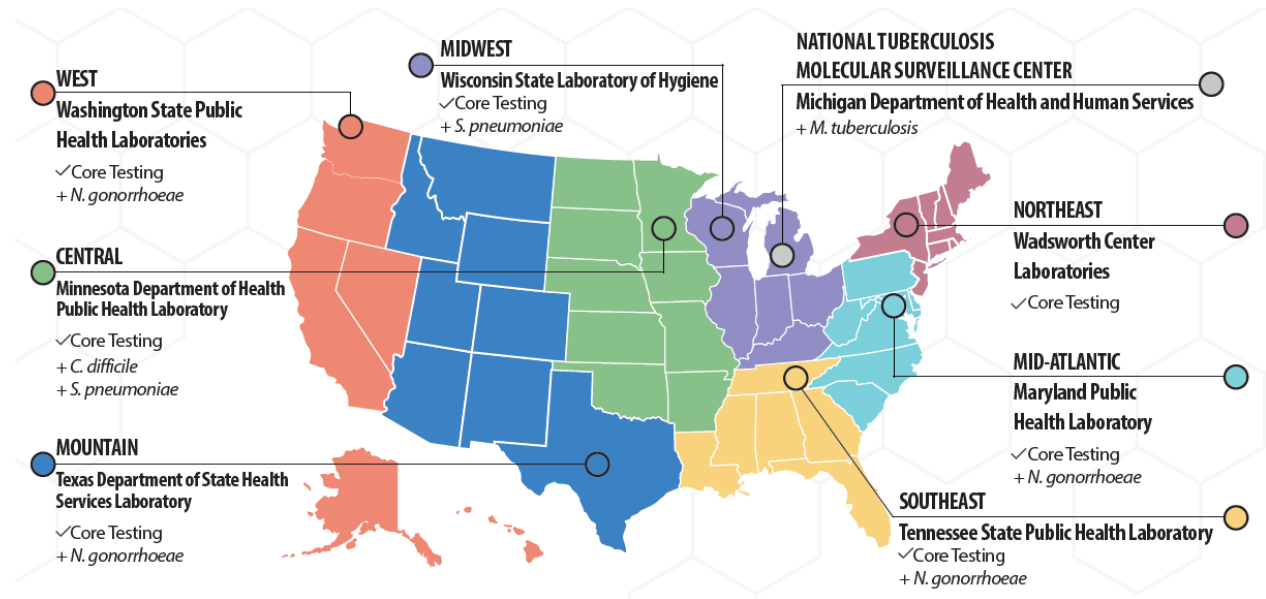 WEST
Washington State Public
Health Laboratories
✓Core Testing
+ N. gonorrhoeae
CENTRAL
Minnesota Department of Health
Public Health Laboratory
✓Core Testing
+ C. difficile
+ S. pneumoniae
MOUNTAIN
Texas Department of State Health
Services Laboratory
✓Core Testing
+ N. gonorrhoeae
MIDWEST
Wisconsin State Laboratory of Hygiene
✓Core Testing
+ S. pneumoniae
NATIONAL TUBERCULOSIS
MOLECULAR SURVEILLANCE CENTER
Michigan Department of Health and Human Services
+ M. tuberculosis
NORTHEAST
Wadsworth Center
Laboratories
✓Core Testing
MID-ATLANTIC
Maryland Public
Health Laboratory
✓Core Testing
+ N. gonorrhoeae
SOUTHEAST
Tennessee State Public Health Laboratory
✓Core Testing
+ N. gonorrhoeae